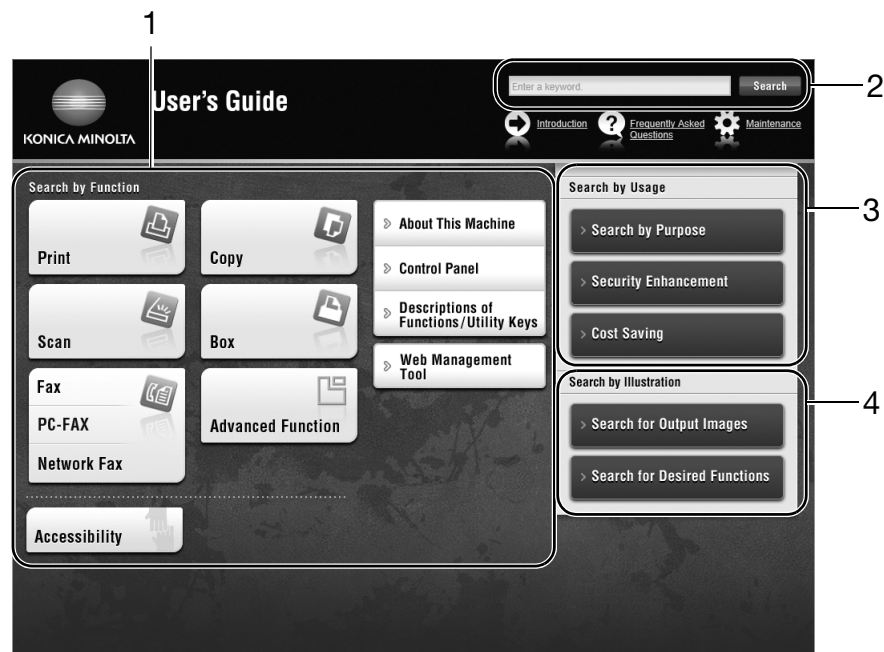 1
User's Guide
KONICA MINOLTA
Enter a keyword.
Search
2
Introduction
Frequently Asked
Questions
Maintenance
Search by Function
Print
Copy
Scan
Box
Fax
PC-FAX
Network Fax
Advanced Function
Accessibility
About This Machine
Control Panel
Descriptions of
Functions/Utility Keys
Web Management
Tool
Search by Usage
3
Search by Purpose
Security Enhancement
Cost Saving
Search by Illustration
4
Search for Output Images
Search for Desired Functions